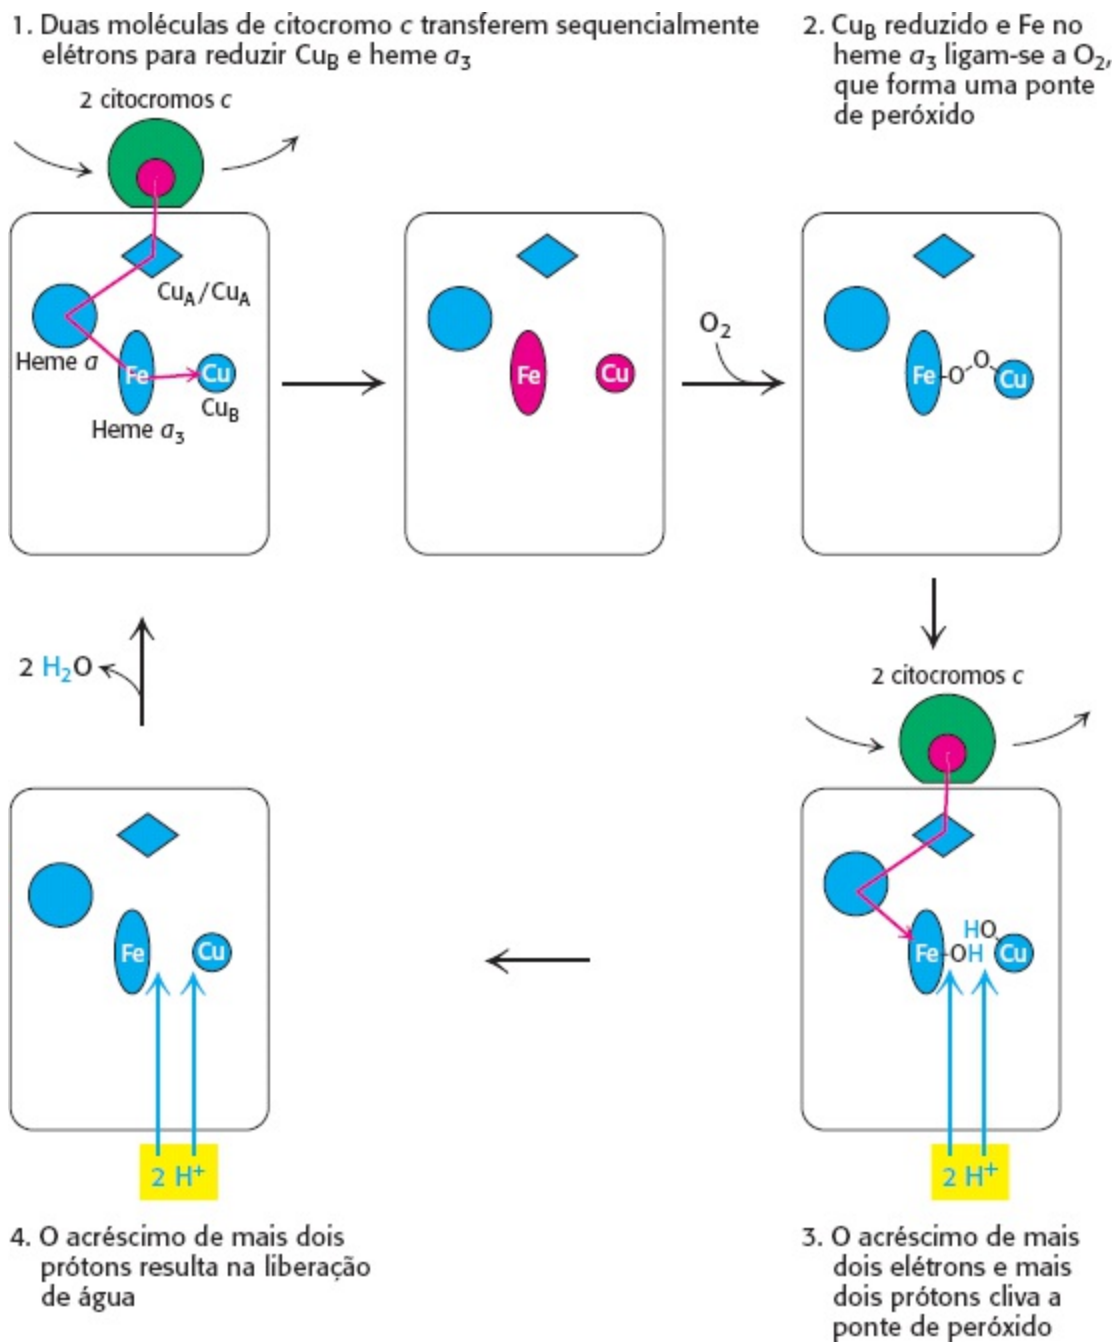 1. Duas moléculas de citocromo c transferem sequencialmente
elétrons para reduzir CuB e heme a3
2. CuB reduzido e Fe no
heme a3 ligam-se a O2,
que forma uma ponte
de peróxido
2 citocromos c
CuA/CuA
Heme a
Fe
Cu
CuB
Heme a3
Fe
Cu
O2
Fe
O
O
Cu
2 H2O
2 citocromos c
Fe
Cu
HO
Fe
OH
Cu
2 H+
2 H+
4. O acréscimo de mais dois
prótons resulta na liberação
de água
3. O acréscimo de mais
dois elétrons e mais
dois prótons cliva a
ponte de peróxido